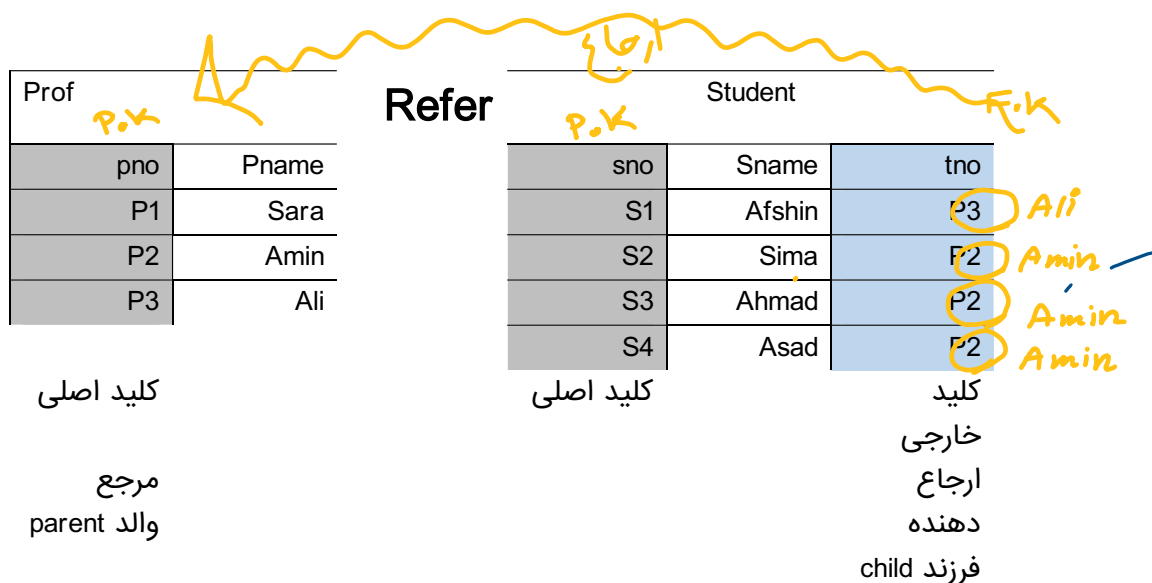 ارجاع
Prof Refer Student
P.K P.K F.K
pno Pname sno Sname tno
P1 Sara S1 Afshin P3 Ali
P2 Amin S2 Sima P2 Amin
P3 Ali S3 Ahmad P2 Amin
S4 Asad P2 Amin
کلید اصلی کلید اصلی کلید
خارجی
مرجع ارجاع
والد parent دهنده
فرزند child